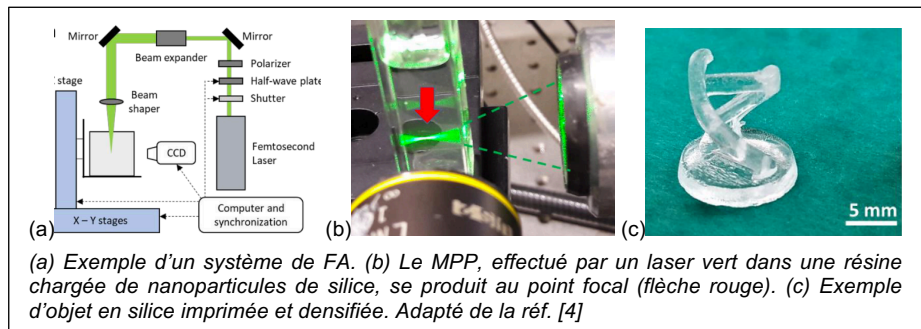 Mirror
Mirror
Beam expander
Polarizer
Half-wave plate
Shutter
stage
Beam
shaper
CCD
Femtosecond
Laser
Computer and
synchronization
X – Y stages
(a)
(b)
(c)
5 mm
(a) Exemple d'un système de FA. (b) Le MPP, effectué par un laser vert dans une résine
chargée de nanoparticules de silice, se produit au point focal (flèche rouge). (c) Exemple
d'objet en silice imprimée et densifiée. Adapté de la réf. [4]